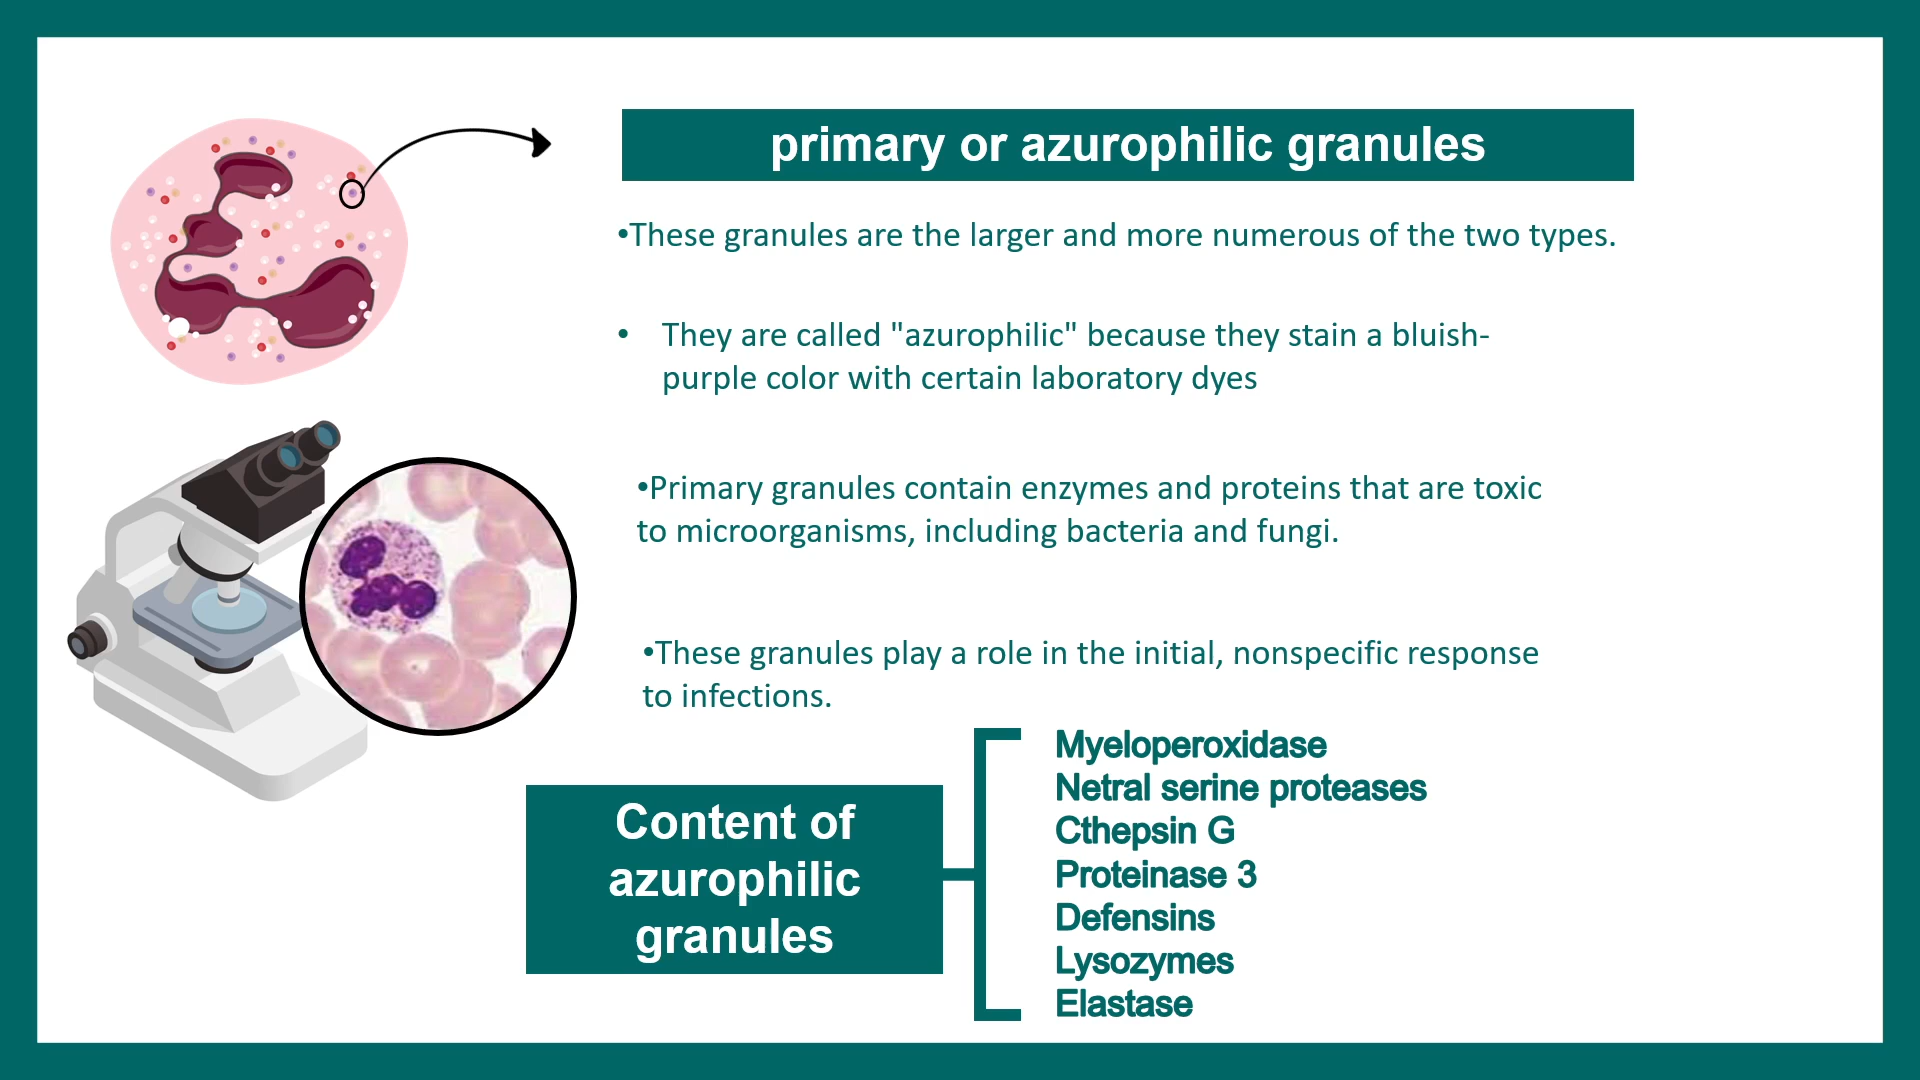 primary or azurophilic granules
•These granules are the larger and more numerous of the two types.
• They are called "azurophilic" because they stain a bluish-
purple color with certain laboratory dyes
•Primary granules contain enzymes and proteins that are toxic
to microorganisms, including bacteria and fungi.
•These granules play a role in the initial, nonspecific response
to infections.
Content of
azurophilic
granules
Myeloperoxidase
Netral serine proteases
Cthepsin G
Proteinase 3
Defensins
Lysozymes
Elastase